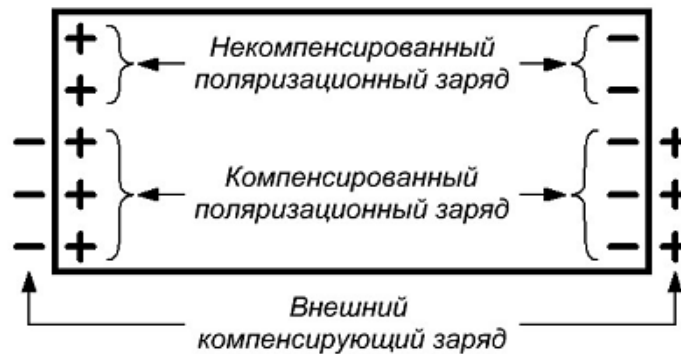 Некомпенсированный
поляризационный заряд
Компенсированный
поляризационный заряд
Внешний
компенсирующий заряд